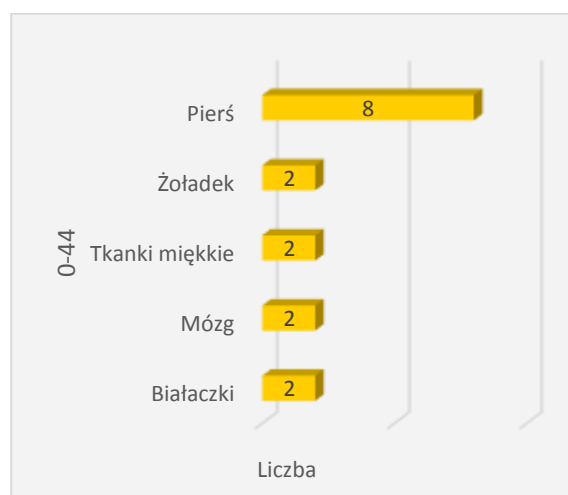 0-44
Pierś
8
Żoładek
2
Tkanki miękkie
2
Mózg
2
Białaczki
2
Liczba